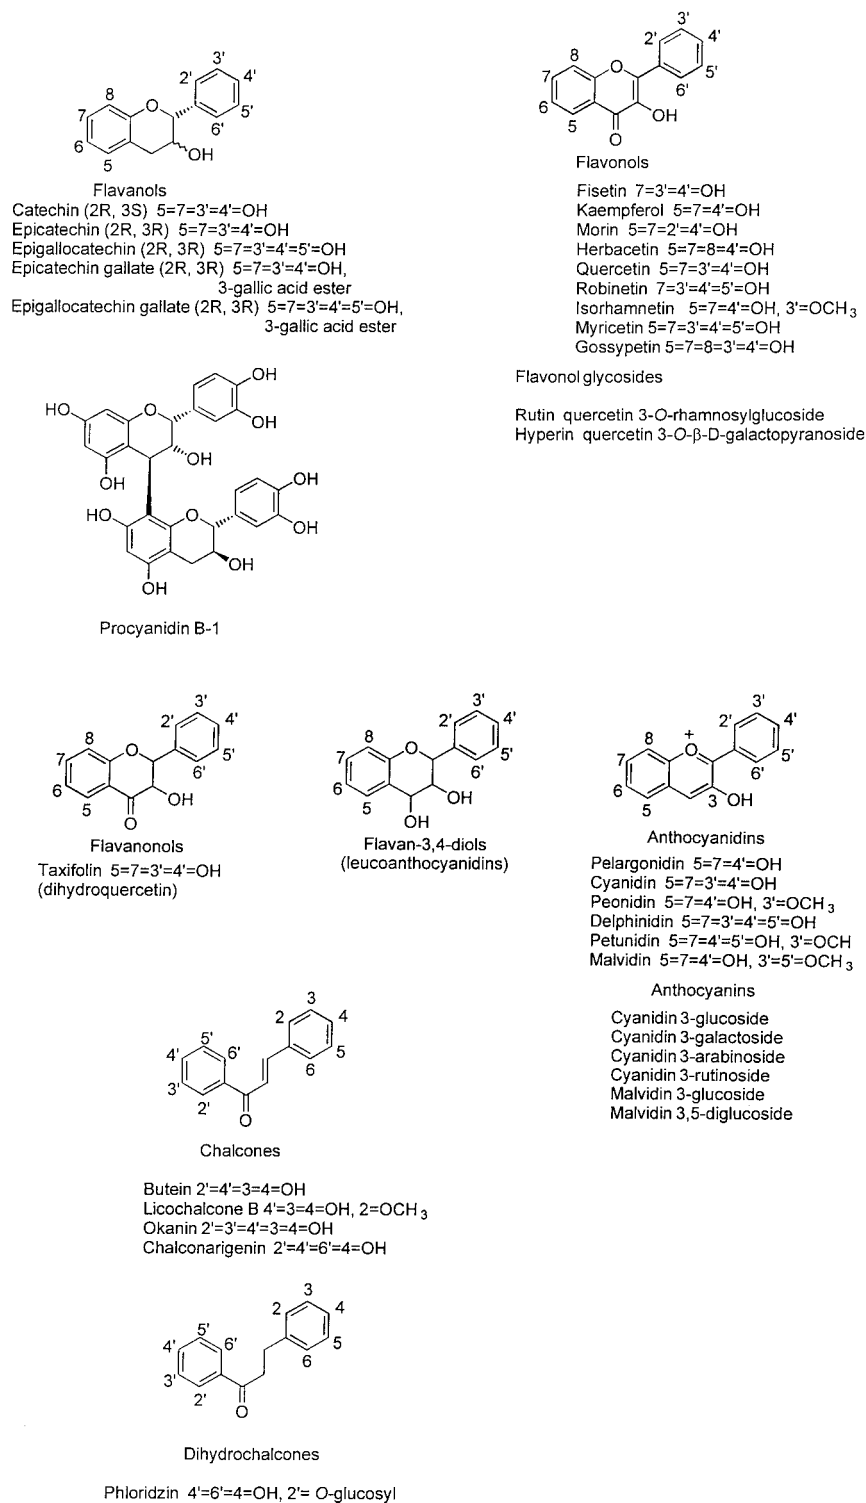 3'
2'
4'
8
O
5'
7
6'
6
5
OH
Flavanols
Catechin (2R, 3S) 5=7=3'=4'=OH
Epicatechin (2R, 3R) 5=7=3'=4'=OH
Epigallocatechin (2R, 3R) 5=7=3'=4'=5'=OH
Epicatechin gallate (2R, 3R) 5=7=3'=4'=OH,
3-gallic acid ester
Epigallocatechin gallate (2R, 3R) 5=7=3'=4'=5'=OH,
3-gallic acid ester
3'
2'
4'
8
O
5'
7
6'
6
5
O
OH
Flavonols
Fisetin 7=3'=4'=OH
Kaempferol 5=7=4'=OH
Morin 5=7=2'=4'=OH
Herbacetin 5=7=8=4'=OH
Quercetin 5=7=3'=4'=OH
Robinetin 7=3'=4'=5'=OH
Isorhamnetin 5=7=4'=OH, 3'=OCH3
Myricetin 5=7=3'=4'=5'=OH
Gossypetin 5=7=8=3'=4'=OH
Flavonol glycosides
Rutin quercetin 3-O-rhamnosylglucoside
Hyperin quercetin 3-O-β-D-galactopyranoside
OH
HO
O
OH
OH
OH
OH
HO
O
OH
OH
OH
Procyanidin B-1
3'
2'
4'
8
O
5'
7
6'
6
5
O
OH
Flavanonols
Taxifolin 5=7=3'=4'=OH
(dihydroquercetin)
3'
2'
4'
8
O
5'
7
6'
6
5
OH
OH
Flavan-3,4-diols
(leucoanthocyanidins)
3'
2'
4'
+
8
O
5'
7
6'
6
5
3
OH
Anthocyanidins
Pelargonidin 5=7=4'=OH
Cyanidin 5=7=3'=4'=OH
Peonidin 5=7=4'=OH, 3'=OCH3
Delphinidin 5=7=3'=4'=5'=OH
Petunidin 5=7=4'=5'=OH, 3'=OCH
Malvidin 5=7=4'=OH, 3'=5'=OCH3
Anthocyanins
Cyanidin 3-glucoside
Cyanidin 3-galactoside
Cyanidin 3-arabinoside
Cyanidin 3-rutinoside
Malvidin 3-glucoside
Malvidin 3,5-diglucoside
3
2
4
5'
5
4'
6'
6
3'
2'
O
Chalcones
Butein 2'=4'=3=4=OH
Licochalcone B 4'=3=4=OH, 2=OCH3
Okanin 2'=3'=4'=3=4=OH
Chalconarigenin 2'=4'=6'=4=OH
3
2
4
5'
5
4'
6'
6
3'
2'
O
Dihydrochalcones
Phloridzin 4'=6'=4=OH, 2'= O-glucosyl